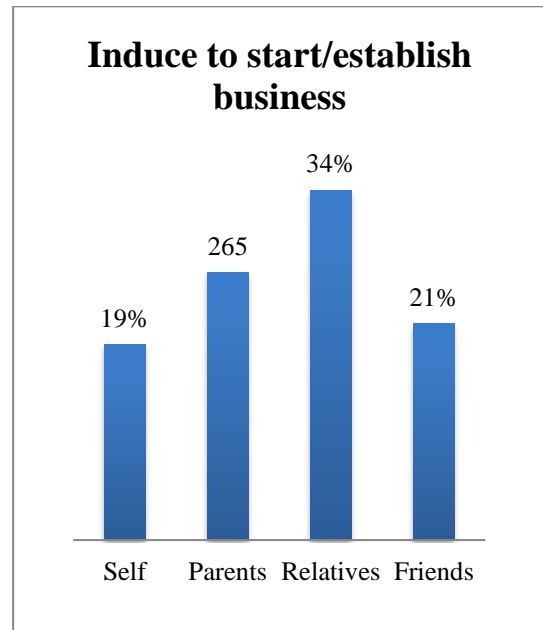 Induce to start/establish
business
34%
265
21%
19%
Self Parents Relatives Friends